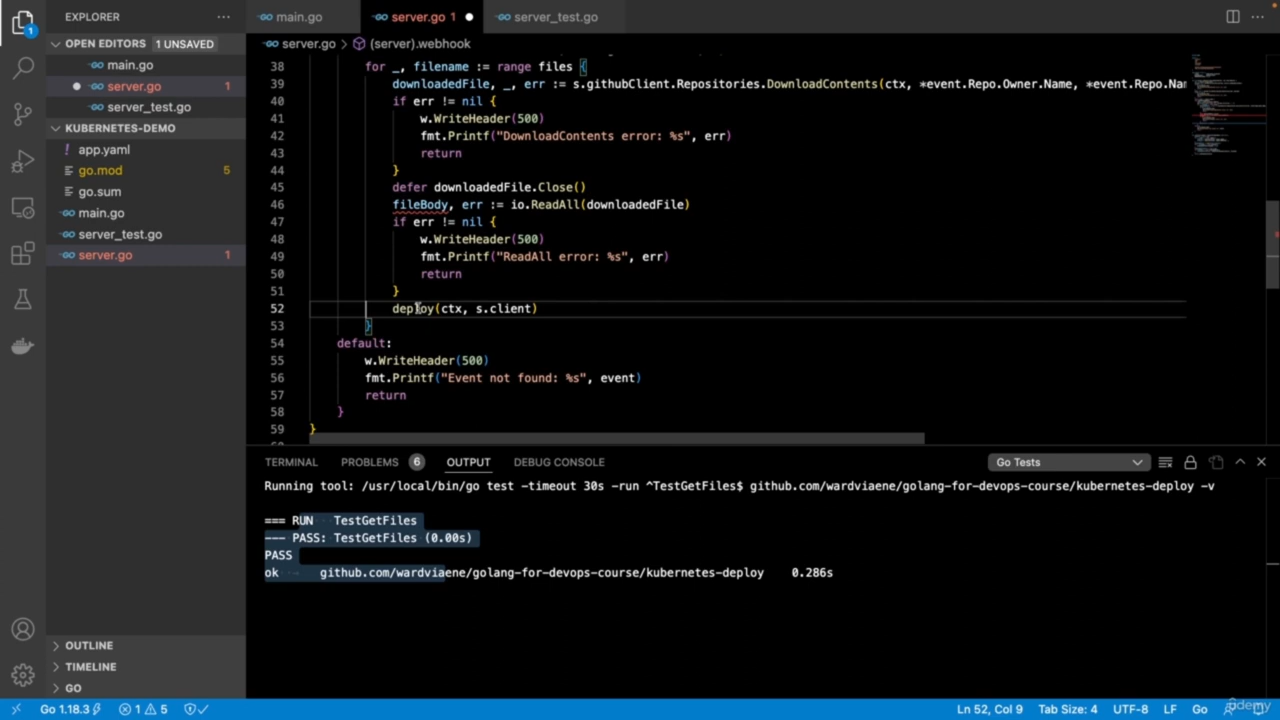 EXPLORER
main.go
server.go 1
server_test.go
OPEN EDITORS 1 UNSAVED
server.go > (server).webhook
main.go
server.go 1
server_test.go
KUBERNETES-DEMO
app.yaml
go.mod 5
go.sum
main.go
server_test.go
server.go 1
38 for _, filename := range files {
39 downloadedFile, _, err := s.githubClient.Repositories.DownloadContents(ctx, *event.Repo.Owner.Name, *event.Repo.Nam
40 if err != nil {
41 w.WriteHeader(500)
42 fmt.Printf("DownloadContents error: %s", err)
43 return
44 }
45 defer downloadedFile.Close()
46 fileBody, err := io.ReadAll(downloadedFile)
47 if err != nil {
48 w.WriteHeader(500)
49 fmt.Printf("ReadAll error: %s", err)
50 return
51 }
52 deploy(ctx, s.client)
53 }
54 default:
55 w.WriteHeader(500)
56 fmt.Printf("Event not found: %s", event)
57 return
58 }
59 }
TERMINAL PROBLEMS 6 OUTPUT DEBUG CONSOLE Go Tests
Running tool: /usr/local/bin/go test -timeout 30s -run ^TestGetFiles$ github.com/wardviaene/golang-for-devops-course/kubernetes-deploy -v
=== RUN TestGetFiles
--- PASS: TestGetFiles (0.00s)
PASS
ok github.com/wardviaene/golang-for-devops-course/kubernetes-deploy 0.286s
OUTLINE
TIMELINE
GO
Go 1.18.3 1 5 Ln 52, Col 9 Tab Size: 4 UTF-8 LF Go
udemy